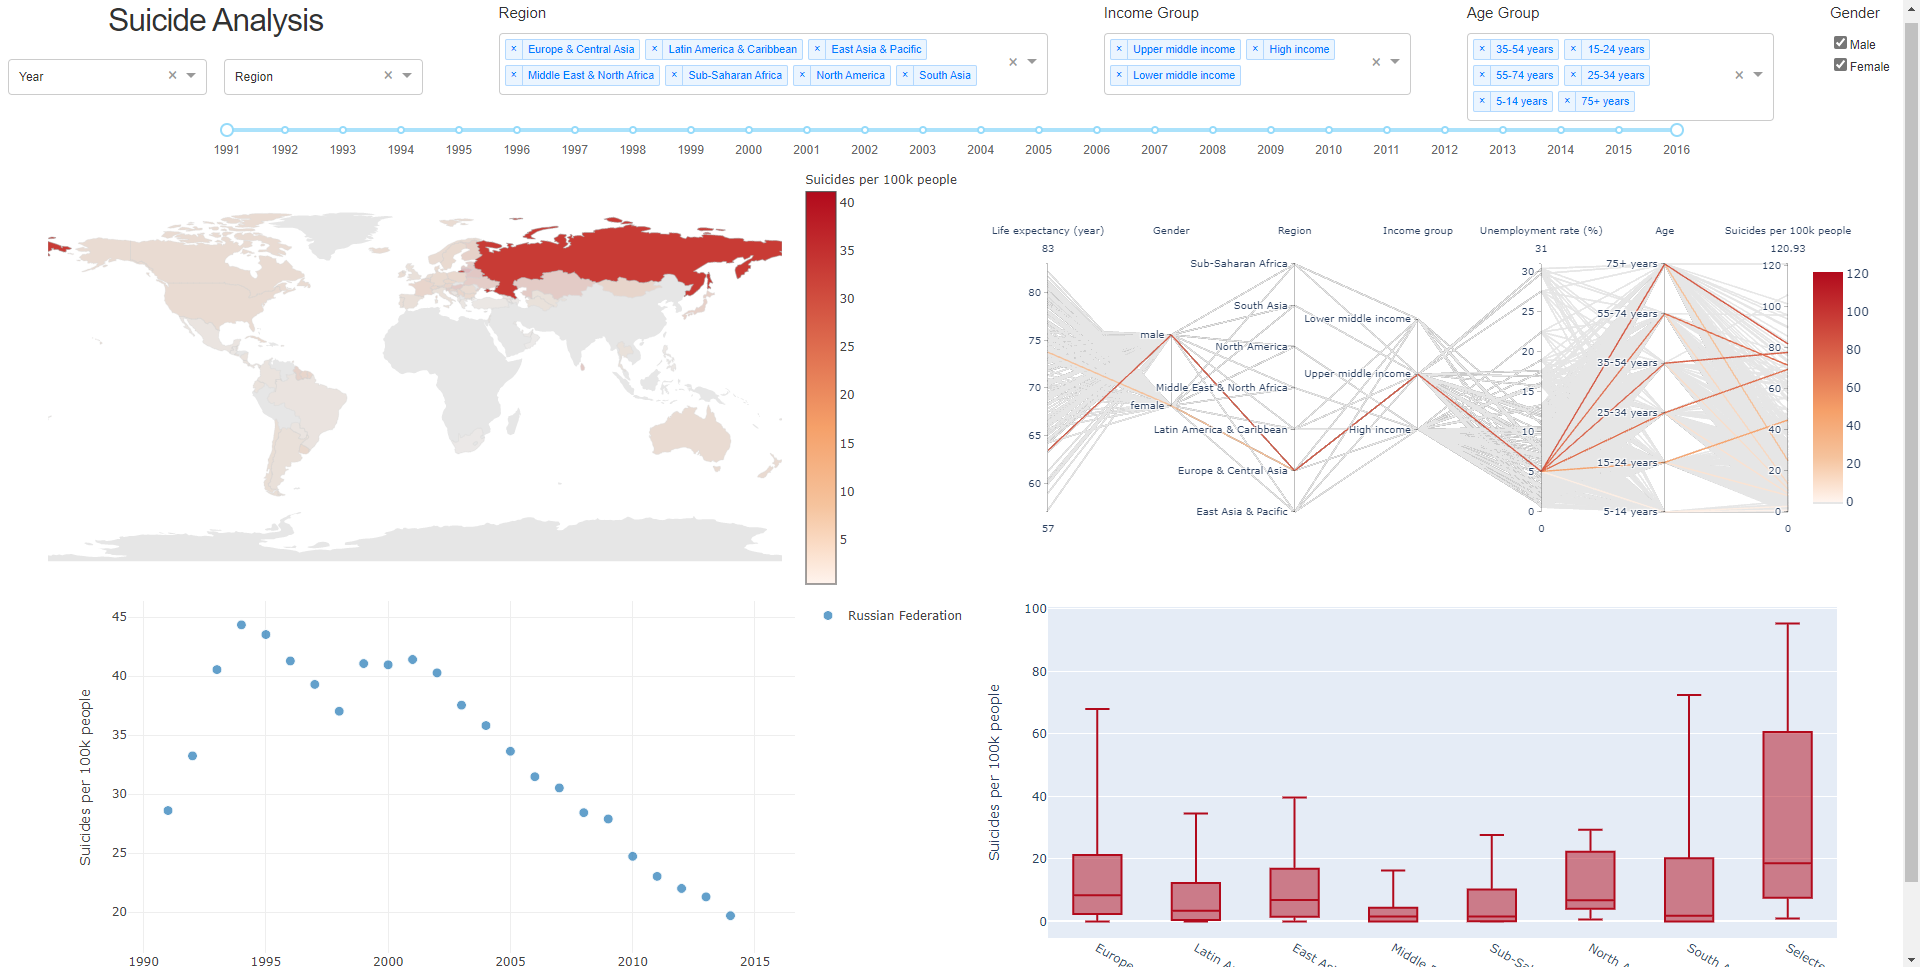 Suicide Analysis
Region
Income Group
Age Group
Gender
Year
Region
× Europe & Central Asia × Latin America & Caribbean × East Asia & Pacific
× Middle East & North Africa × Sub-Saharan Africa × North America × South Asia
× Upper middle income × High income
× Lower middle income
× 35-54 years × 15-24 years
× 55-74 years × 25-34 years
× 5-14 years × 75+ years
Male
Female
1991 1992 1993 1994 1995 1996 1997 1998 1999 2000 2001 2002 2003 2004 2005 2006 2007 2008 2009 2010 2011 2012 2013 2014 2015 2016
Suicides per 100k people
40
35
30
25
20
15
10
5
Life expectancy (year) Gender Region Income group Unemployment rate (%) Age Suicides per 100k people
83
80
75
70
65
60
57
male
female
Sub-Saharan Africa
South Asia
North America
Middle East & North Africa
Latin America & Caribbean
Europe & Central Asia
East Asia & Pacific
Lower middle income
Upper middle income
High income
31
30
25
20
15
10
5
0
0
75+ years
55-74 years
35-54 years
25-34 years
15-24 years
5-14 years
120.93
120
100
80
60
40
20
0
0
120
100
80
60
40
20
0
Suicides per 100k people
45
40
35
30
25
20
1990 1995 2000 2005 2010 2015
Russian Federation
Suicides per 100k people
100
80
60
40
20
0
Europe
Latin A
East As
Middle
Sub-Sa
North A
South A
Selecte